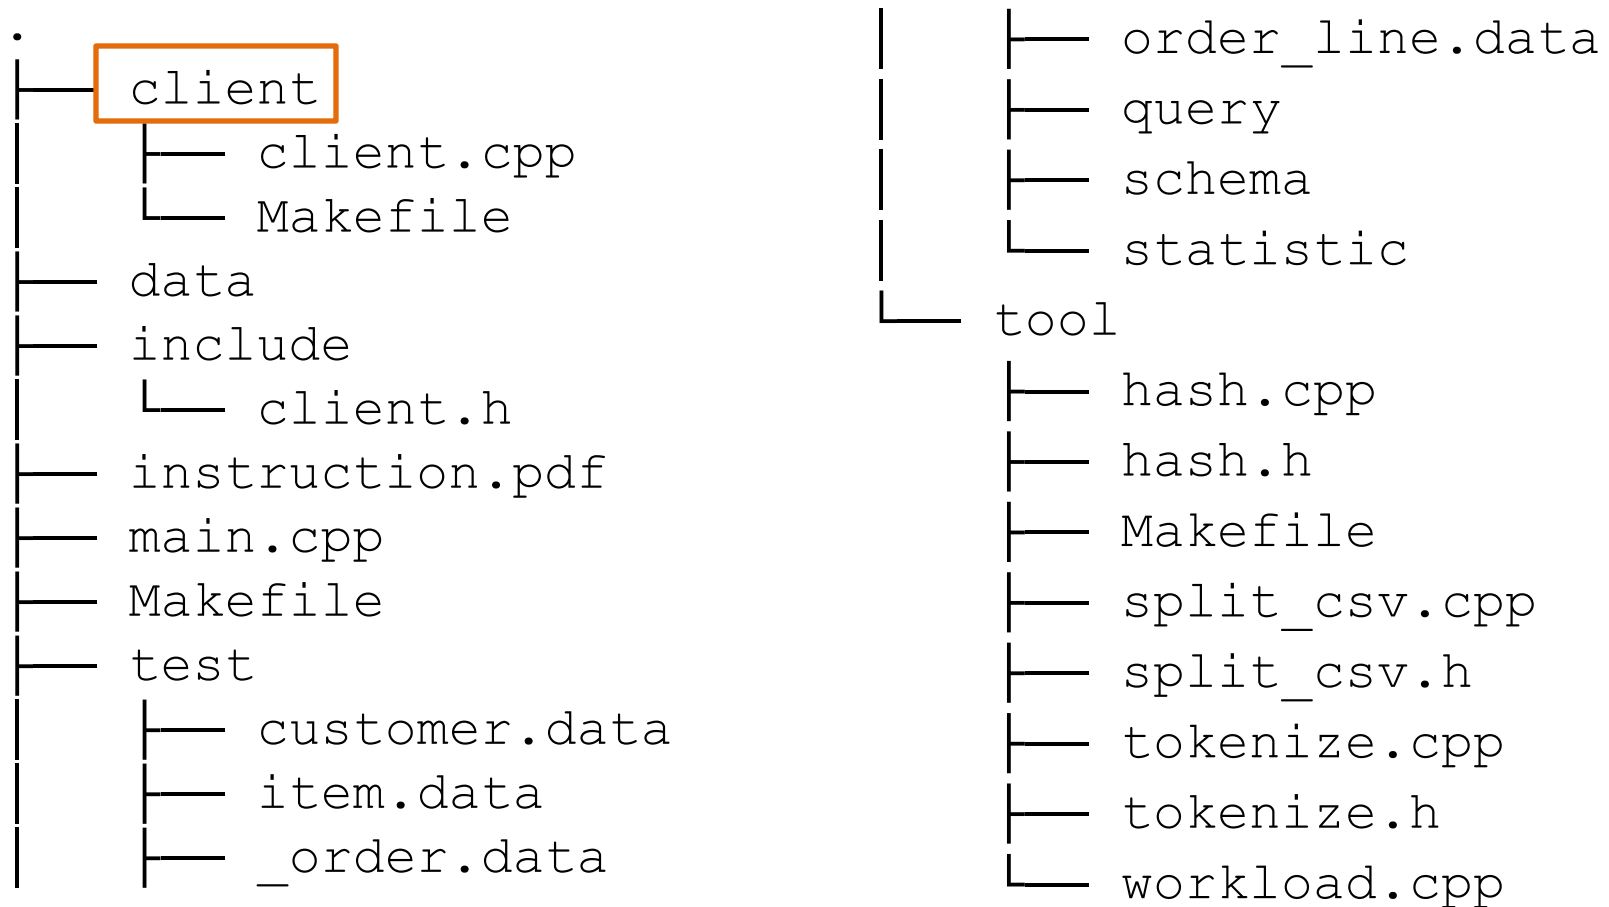 .
client
client.cpp
Makefile
data
include
client.h
instruction.pdf
main.cpp
Makefile
test
customer.data
item.data
_order.data
order_line.data
query
schema
statistic
tool
hash.cpp
hash.h
Makefile
split_csv.cpp
split_csv.h
tokenize.cpp
tokenize.h
workload.cpp